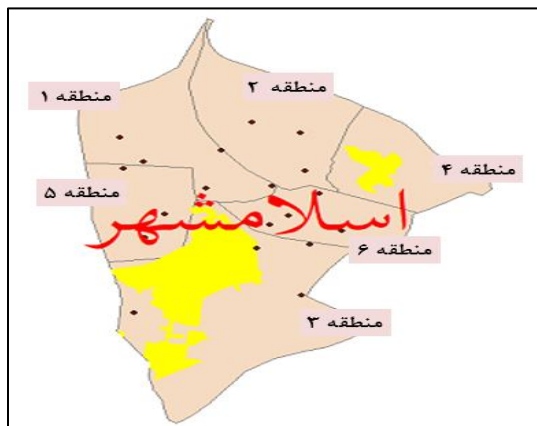 منطقه ۲
منطقه ۱
منطقه ۴
منطقه ۵
اسلامشهر
منطقه ۶
منطقه ۳